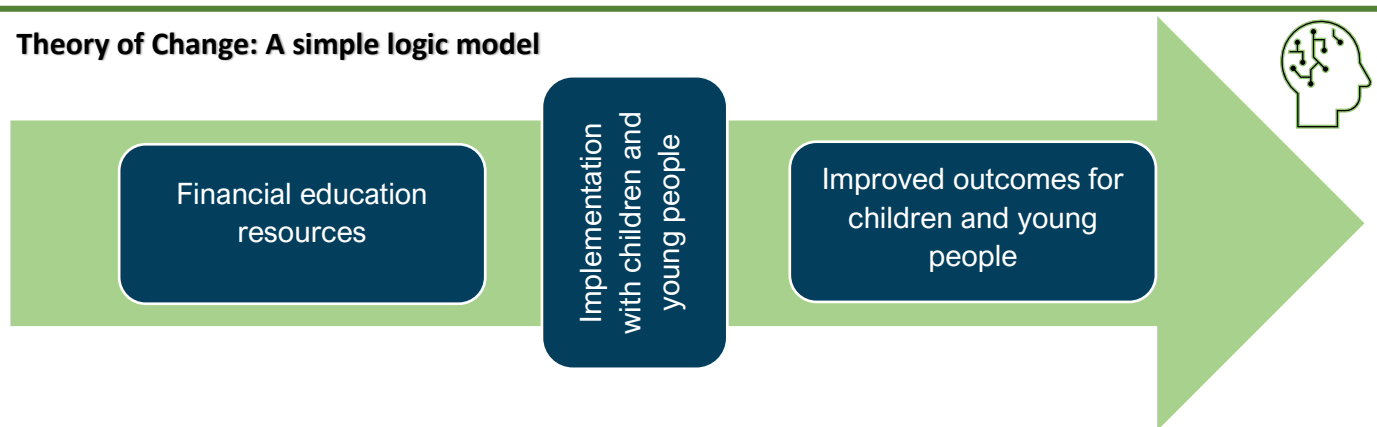 Theory of Change: A simple logic model
Financial education
resources
Implementation
with children and
young people
Improved outcomes for
children and young
people